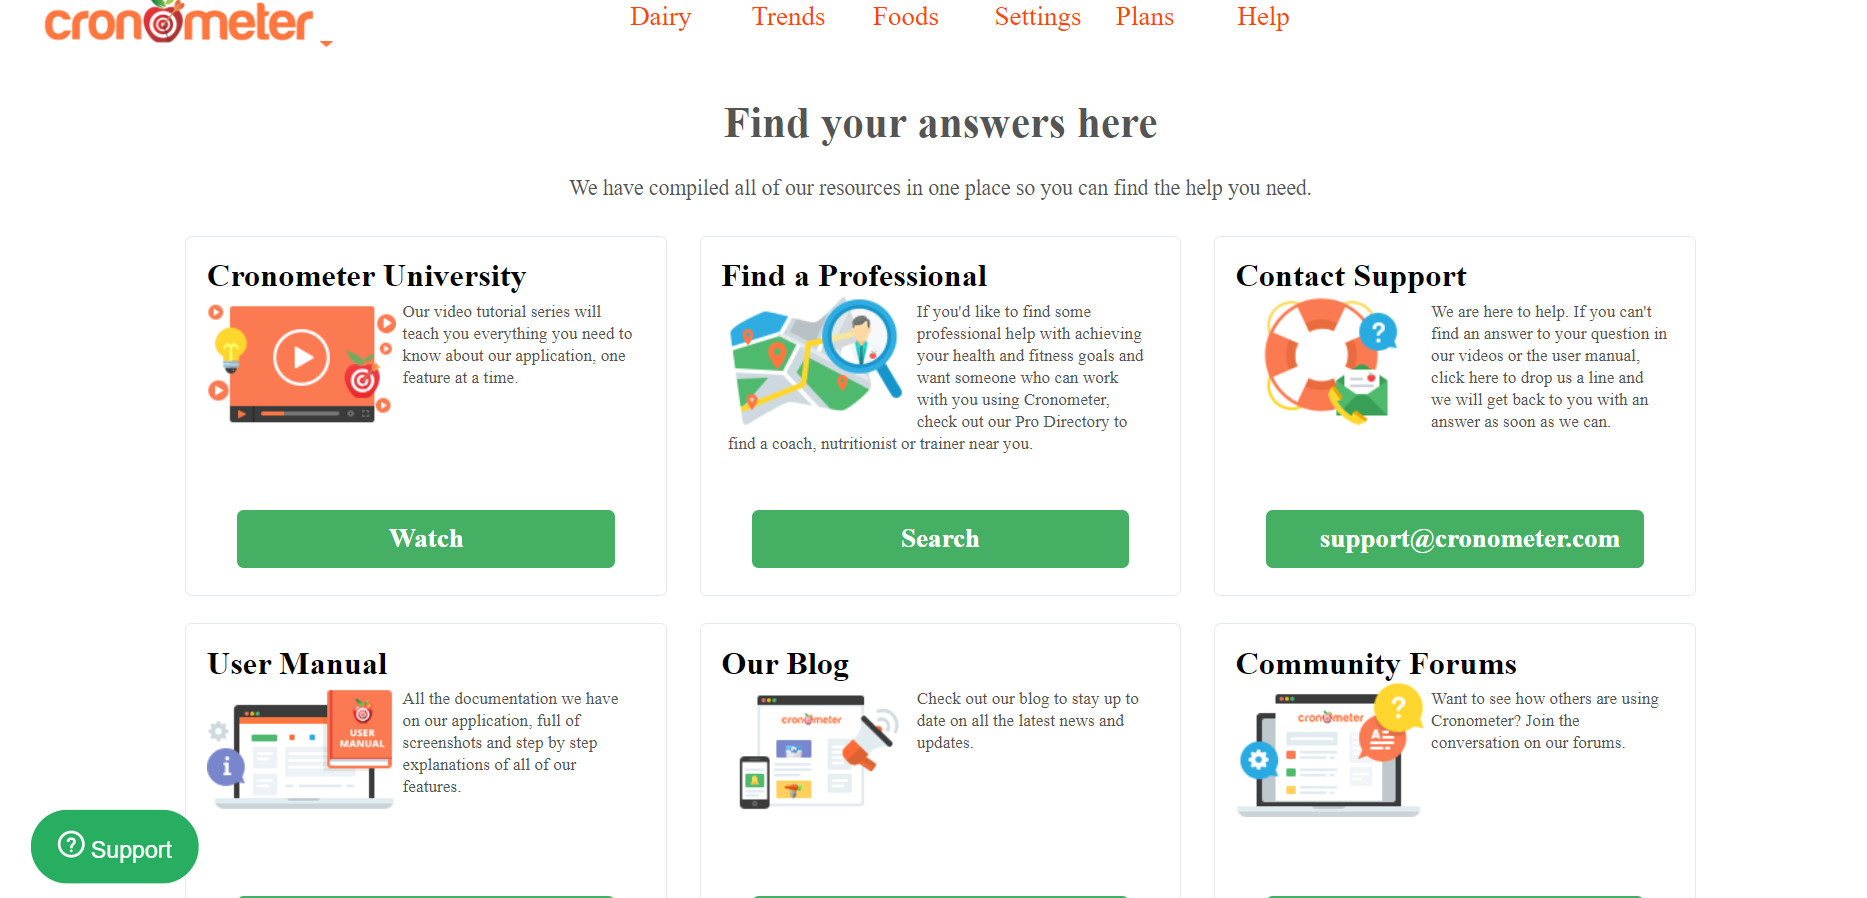 cronometer
Dairy Trends Foods Settings Plans Help
Find your answers here
We have compiled all of our resources in one place so you can find the help you need.
Cronometer University
Our video tutorial series will
teach you everything you need to
know about our application, one
feature at a time.
Watch
Find a Professional
If you'd like to find some
professional help with achieving
your health and fitness goals and
want someone who can work
with you using Cronometer,
check out our Pro Directory to
find a coach, nutritionist or trainer near you.
Search
Contact Support
We are here to help. If you can't
find an answer to your question in
our videos or the user manual,
click here to drop us a line and
we will get back to you with an
answer as soon as we can.
support@cronometer.com
User Manual
USER
MANUAL
i
All the documentation we have
on our application, full of
screenshots and step by step
explanations of all of our
features.
Our Blog
cronometer
Check out our blog to stay up to
date on all the latest news and
updates.
Community Forums
cronometer
?
A
Want to see how others are using
Cronometer? Join the
conversation on our forums.
? Support